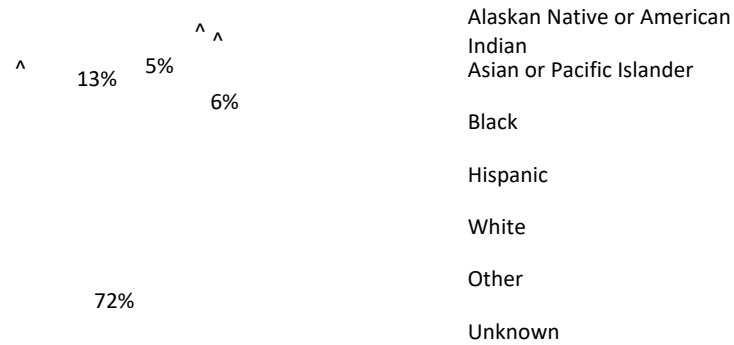 ^ ^
^ 13% 5%
6%
72%
Alaskan Native or American
Indian
Asian or Pacific Islander
Black
Hispanic
White
Other
Unknown